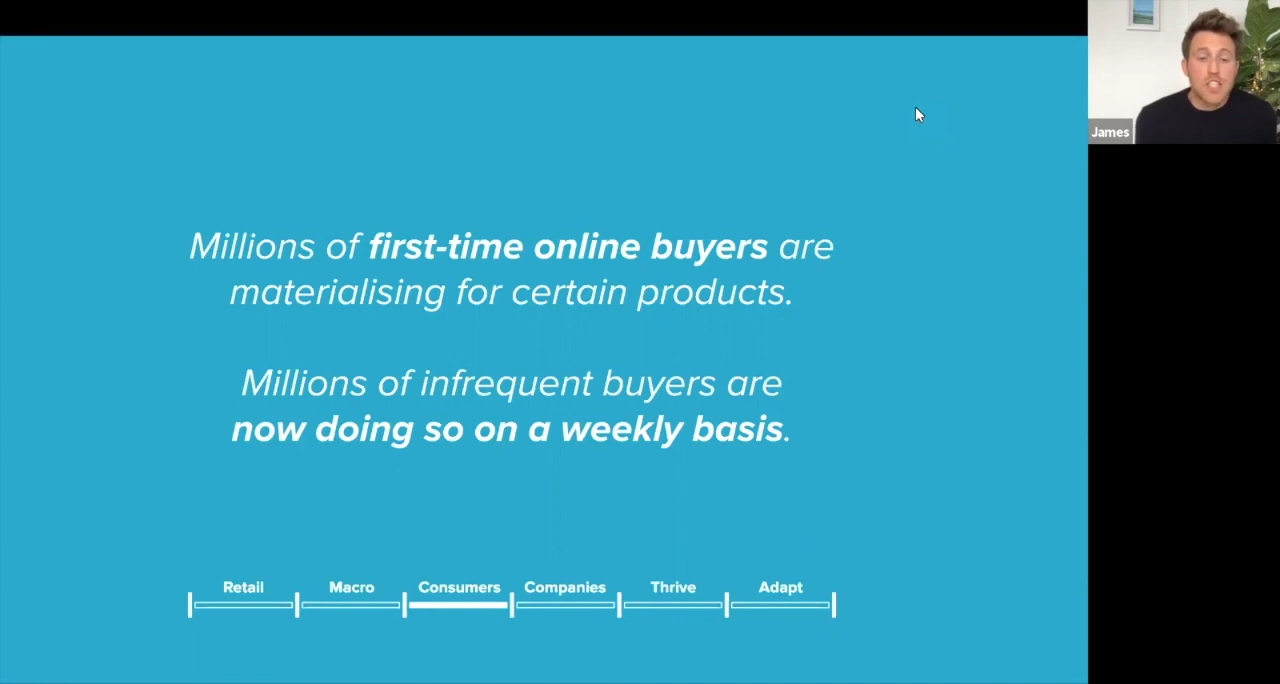 Millions of first-time online buyers are
materialising for certain products.
Millions of infrequent buyers are
now doing so on a weekly basis.
Retail Macro Consumers Companies Thrive Adapt
James